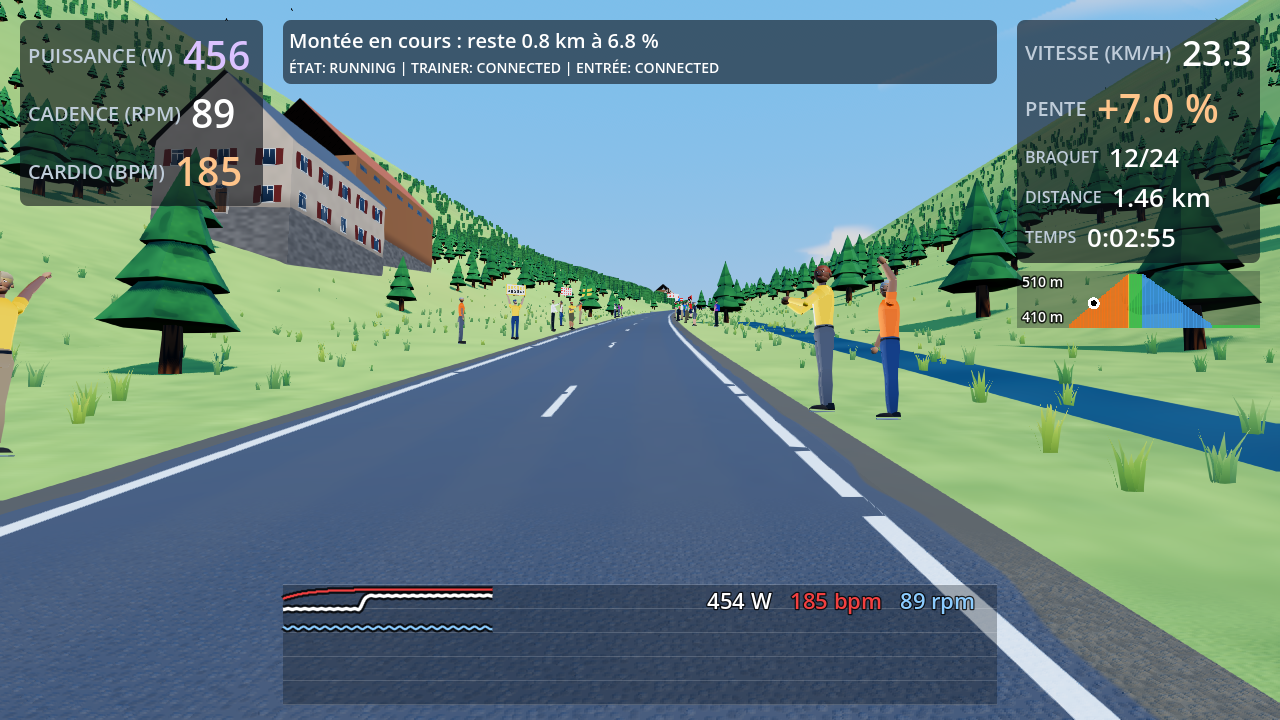 PUISSANCE (W) 456
CADENCE (RPM) 89
CARDIO (BPM) 185
Montée en cours : reste 0.8 km à 6.8 %
ÉTAT: RUNNING | TRAINER: CONNECTED | ENTRÉE: CONNECTED
VITESSE (KM/H) 23.3
PENTE +7.0 %
BRAQUET 12/24
DISTANCE 1.46 km
TEMPS 0:02:55
510 m
410 m
454 W 185 bpm 89 rpm